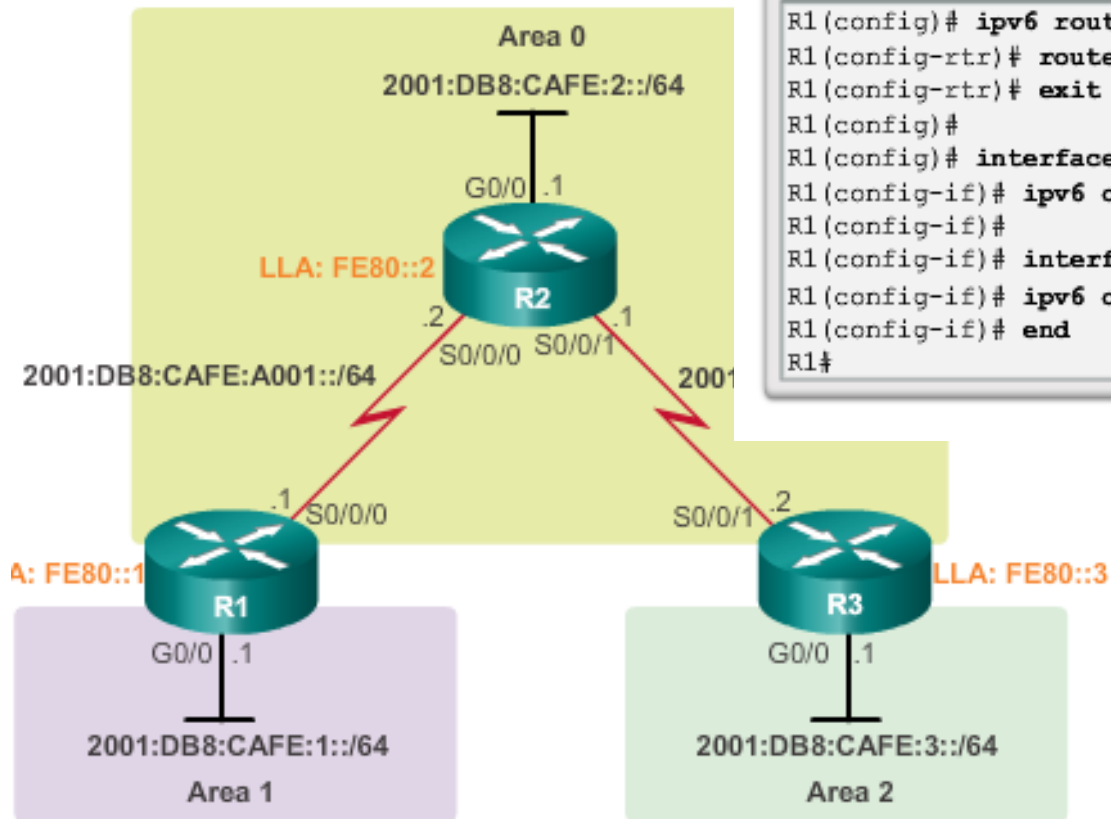 Area 0
2001:DB8:CAFE:2::/64
G0/0 .1
LLA: FE80::2
R2
.2
.1
S0/0/0
S0/0/1
2001:DB8:CAFE:A001::/64
2001
R1(config)# ipv6 rout
R1(config-rtr)# route
R1(config-rtr)# exit
R1(config)#
R1(config)# interface
R1(config-if)# ipv6 o
R1(config-if)#
R1(config-if)# interf
R1(config-if)# ipv6 o
R1(config-if)# end
R1#
.1
S0/0/0
S0/0/1
.2
A: FE80::1
R1
R3
LLA: FE80::3
G0/0 .1
G0/0 .1
2001:DB8:CAFE:1::/64
2001:DB8:CAFE:3::/64
Area 1
Area 2